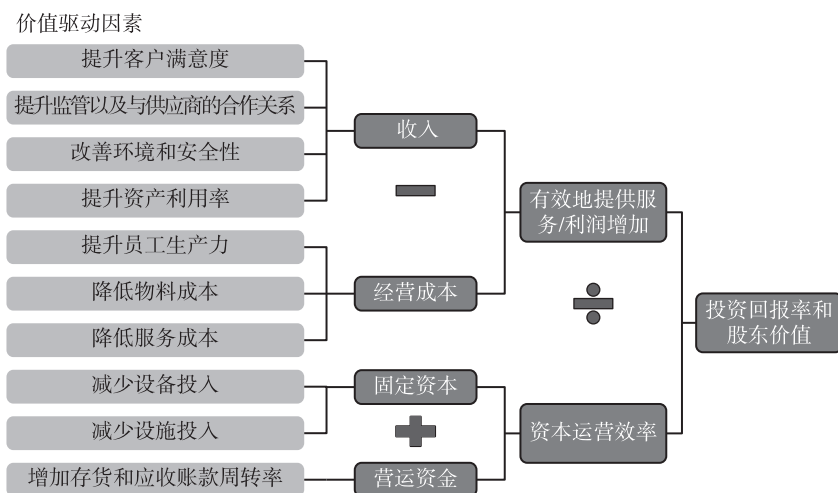 价值驱动因素
提升客户满意度
提升监管以及与供应商的合作关系
改善环境和安全性
提升资产利用率
提升员工生产力
降低物料成本
降低服务成本
减少设备投入
减少设施投入
增加存货和应收账款周转率
收入
经营成本
固定资本
营运资金
有效地提供服
务/利润增加
资本运营效率
投资回报率和
股东价值